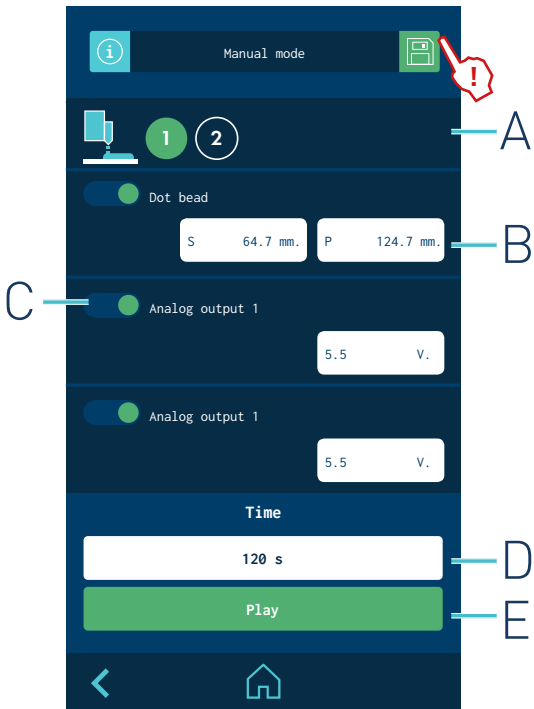 i
Manual mode
!
1
2
A
Dot bead
S 64.7 mm.
P 124.7 mm.
B
C
Analog output 1
5.5 V.
Analog output 1
5.5 V.
Time
120 s
D
Play
E